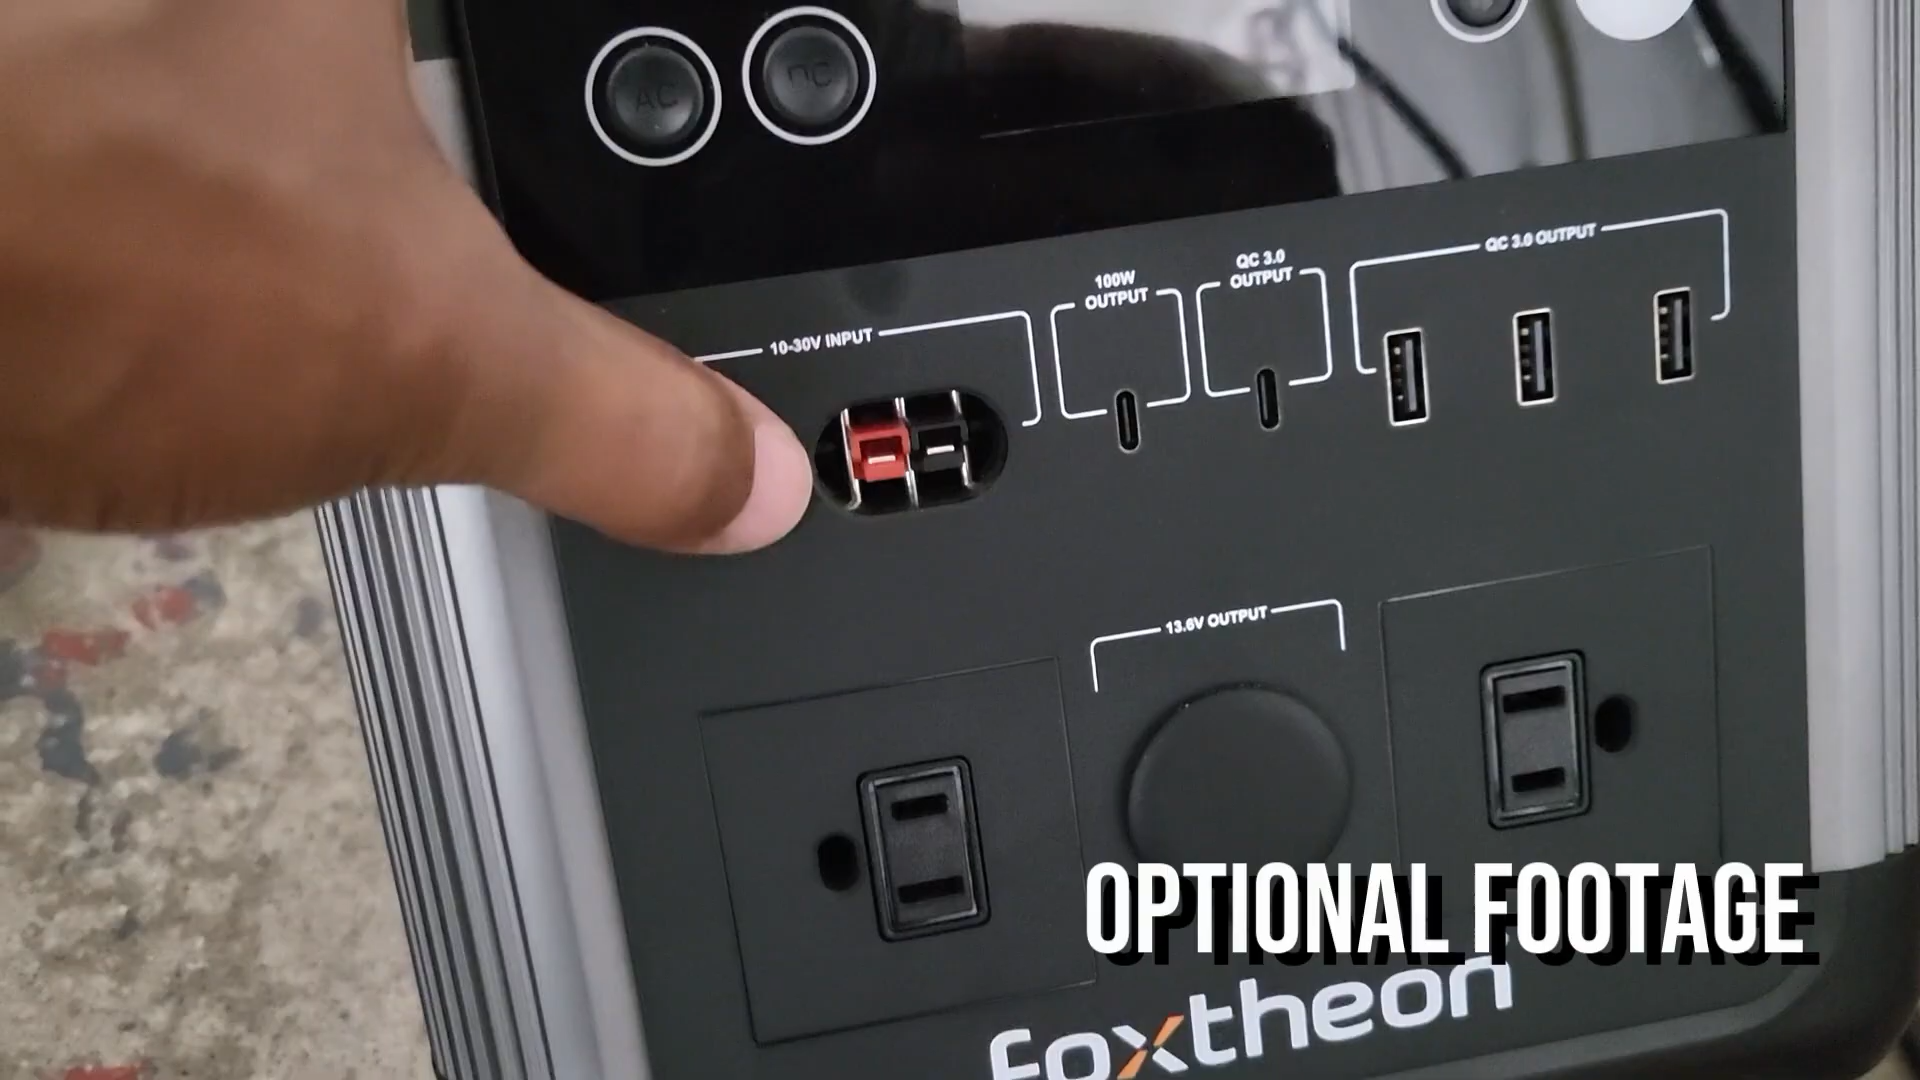 AC
DC
QC 3.0 OUTPUT
QC 3.0
OUTPUT
100W
OUTPUT
10-30V INPUT
13.6V OUTPUT
OPTIONAL FOOTAGE
foxtheon